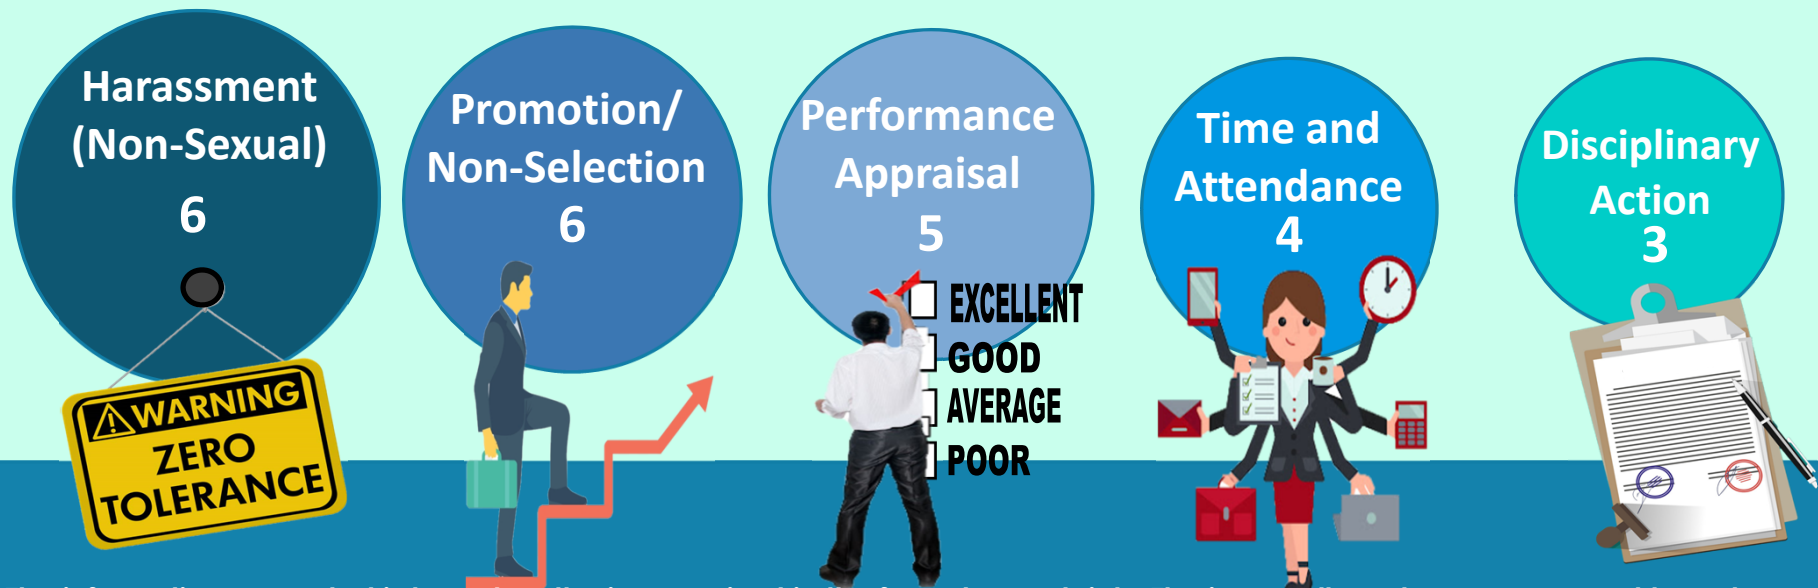 Harassment
(Non-Sexual)
6
Promotion/
Non-Selection
6
Performance
Appraisal
5
Time and
Attendance
4
Disciplinary
Action
3
WARNING
ZERO
TOLERANCE
EXCELLENT
GOOD
AVERAGE
POOR